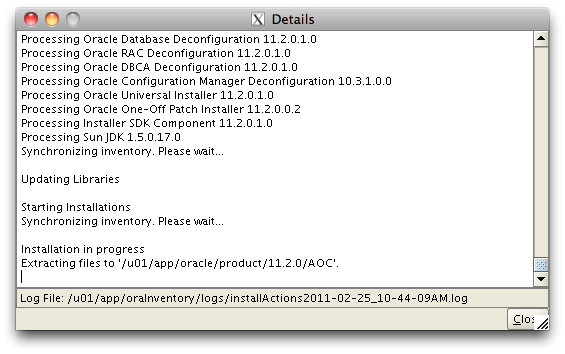 Details
Processing Oracle Database Deconfiguration 11.2.0.1.0
Processing Oracle RAC Deconfiguration 11.2.0.1.0
Processing Oracle DBCA Deconfiguration 11.2.0.1.0
Processing Oracle Configuration Manager Deconfiguration 10.3.1.0.0
Processing Oracle Universal Installer 11.2.0.1.0
Processing Oracle One-Off Patch Installer 11.2.0.0.2
Processing Installer SDK Component 11.2.0.1.0
Processing Sun JDK 1.5.0.17.0
Synchronizing inventory. Please wait...
Updating Libraries
Starting Installations
Synchronizing inventory. Please wait...
Installation in progress
Extracting files to '/u01/app/oracle/product/11.2.0/AOC'.
Log File: /u01/app/oraInventory/logs/installActions2011-02-25_10-44-09AM.log
Clos